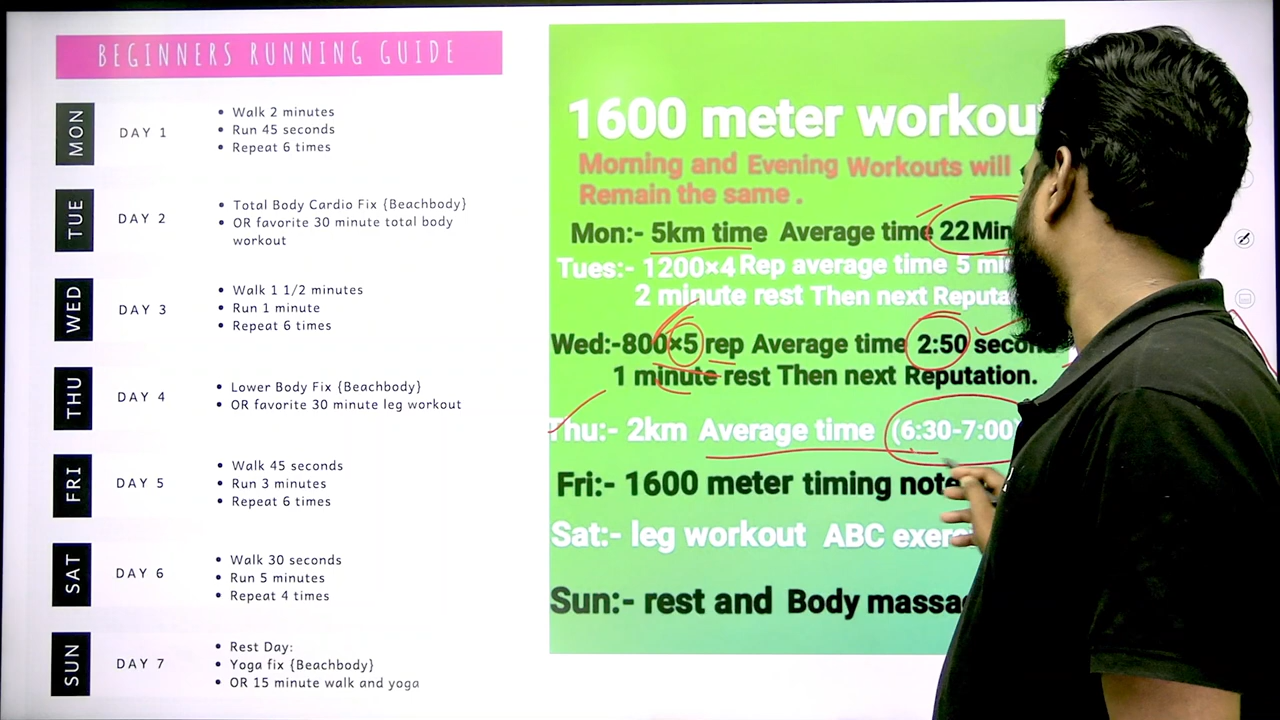 BEGINNERS RUNNING GUIDE
MON
DAY 1
• Walk 2 minutes
• Run 45 seconds
• Repeat 6 times
TUE
DAY 2
• Total Body Cardio Fix {Beachbody}
• OR favorite 30 minute total body
workout
WED
DAY 3
• Walk 1 1/2 minutes
• Run 1 minute
• Repeat 6 times
THU
DAY 4
• Lower Body Fix {Beachbody}
• OR favorite 30 minute leg workout
FRI
DAY 5
• Walk 45 seconds
• Run 3 minutes
• Repeat 6 times
SAT
DAY 6
• Walk 30 seconds
• Run 5 minutes
• Repeat 4 times
SUN
DAY 7
• Rest Day:
• Yoga fix {Beachbody}
• OR 15 minute walk and yoga
1600 meter workou
Morning and Evening Workouts will
Remain the same .
Mon:- 5km time Average time 22Min
Tues:- 1200×4 Rep average time 5 mi
2 minute rest Then next Reputa
Wed:-800×5 rep Average time 2:50 secon
1 minute rest Then next Reputation.
Thu:- 2km Average time (6:30-7:00)
Fri:- 1600 meter timing note
Sat:- leg workout ABC exer
Sun:- rest and Body massa